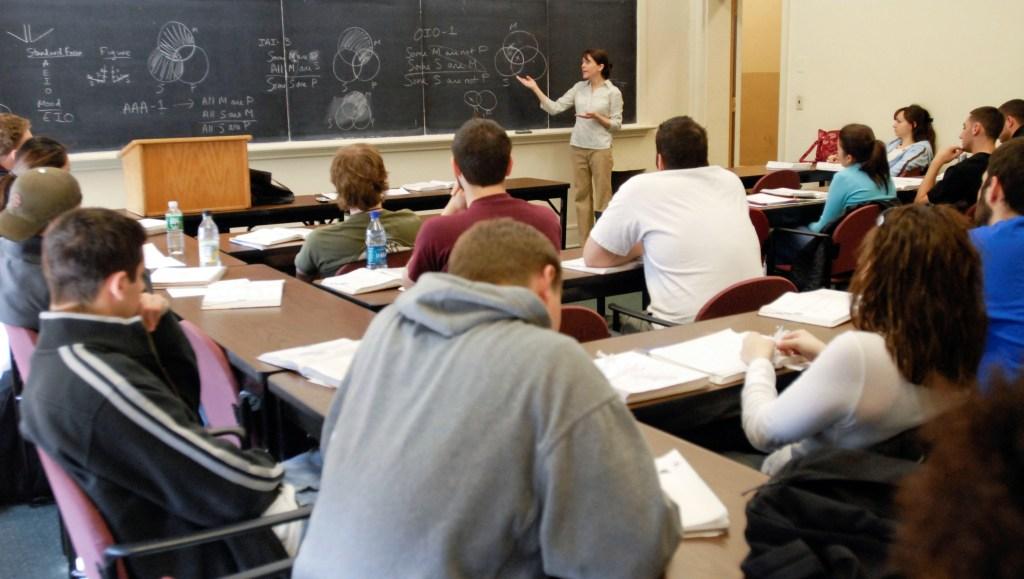 Standard Form
A
E
I
O
Mood
EIO
Figure
AAA-1 → All M are P
All S are M
All S are P
M
S P
IAI-3
Some M are P
All M are S
Some S are P
M
S P
OIO-1
Some M are not P
Some S are M
Some S are not P
M
S P